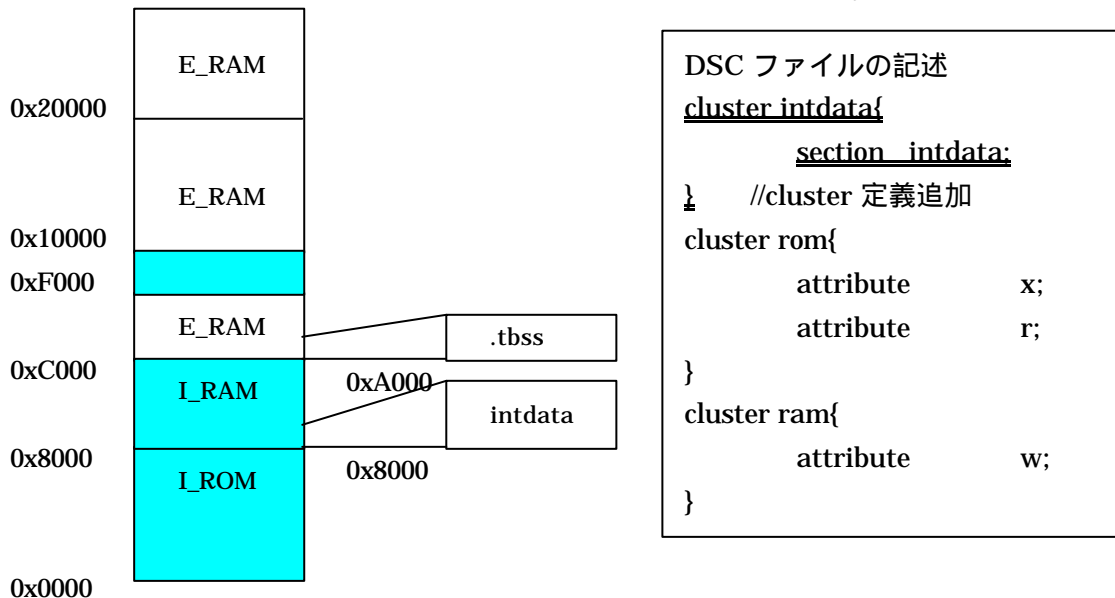 E_RAM
0x20000
E_RAM
0x10000
0xF000
E_RAM
.tbss
0xC000
I_RAM
0xA000
intdata
0x8000
I_ROM
0x8000
0x0000
DSC ファイルの記述
cluster intdata{
section intdata;
} //cluster 定義追加
cluster rom{
attribute x;
attribute r;
}
cluster ram{
attribute w;
}